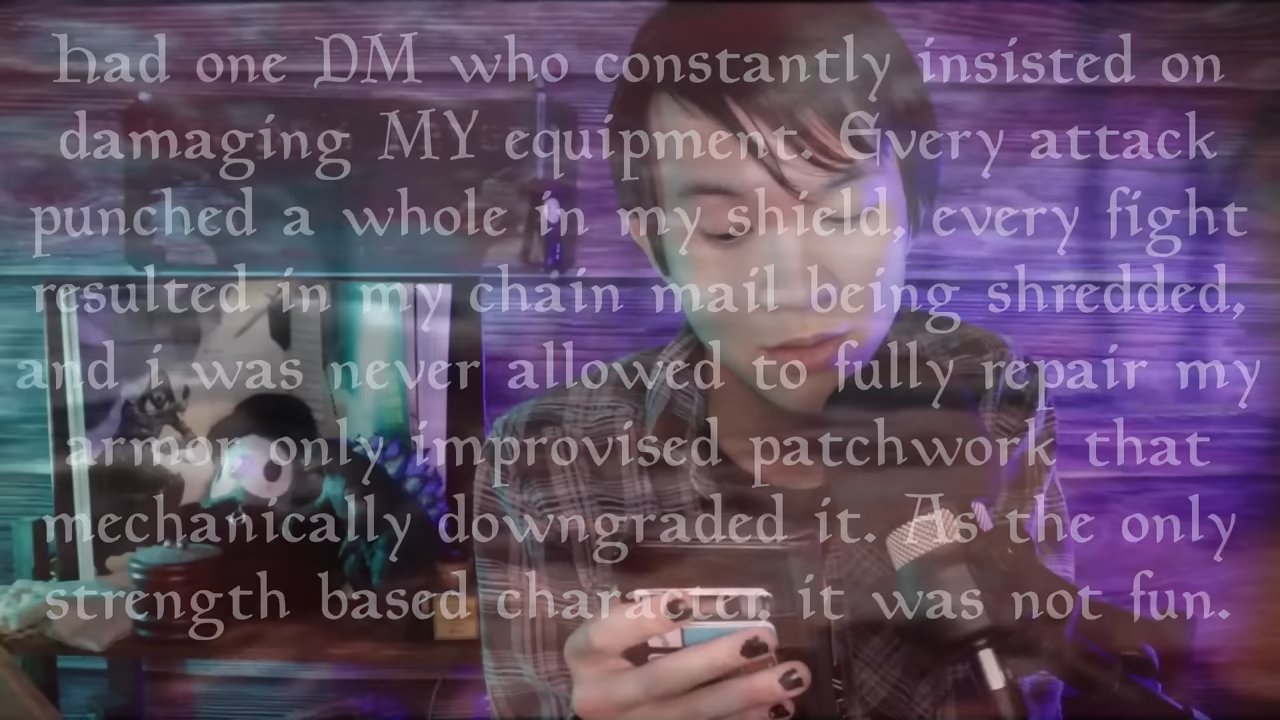 Had one DM who constantly insisted on
damaging MY equipment. Every attack
punched a whole in my shield, every fight
resulted in my chain mail being shredded,
and i was never allowed to fully repair my
armor, only improvised patchwork that
mechanically downgraded it. As the only
strength based character, it was not fun.